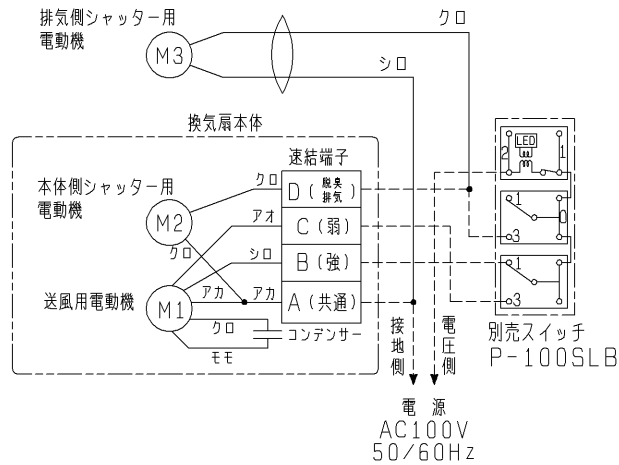 排気側シャッター用
電動機
M3
クロ
シロ
換気扇本体
速結端子
本体側シャッター用
電動機
M2
クロ
D(脱臭排気)
アオ
C(弱)
クロ
シロ
B(強)
送風用電動機
M1
アカ
アカ
A(共通)
クロ
コンデンサー
モモ
LED
2
1
1
0
3
1
3
別売スイッチ
P-100SLB
接地側
電圧側
電源
AC100V
50/60Hz